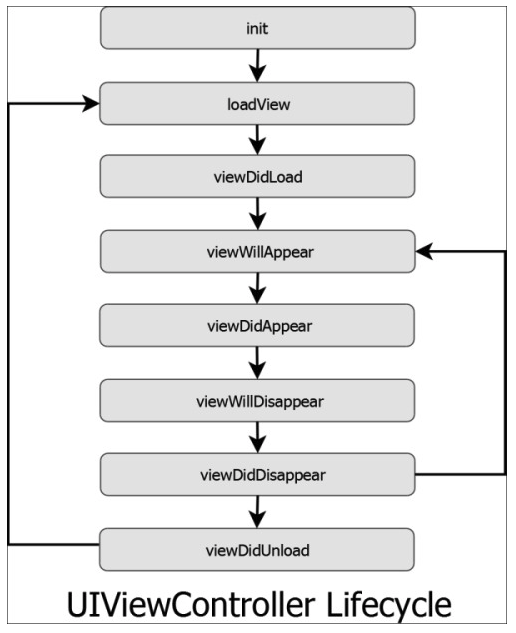 init
loadView
viewDidLoad
viewWillAppear
viewDidAppear
viewWillDisappear
viewDidDisappear
viewDidUnload
UIViewController Lifecycle